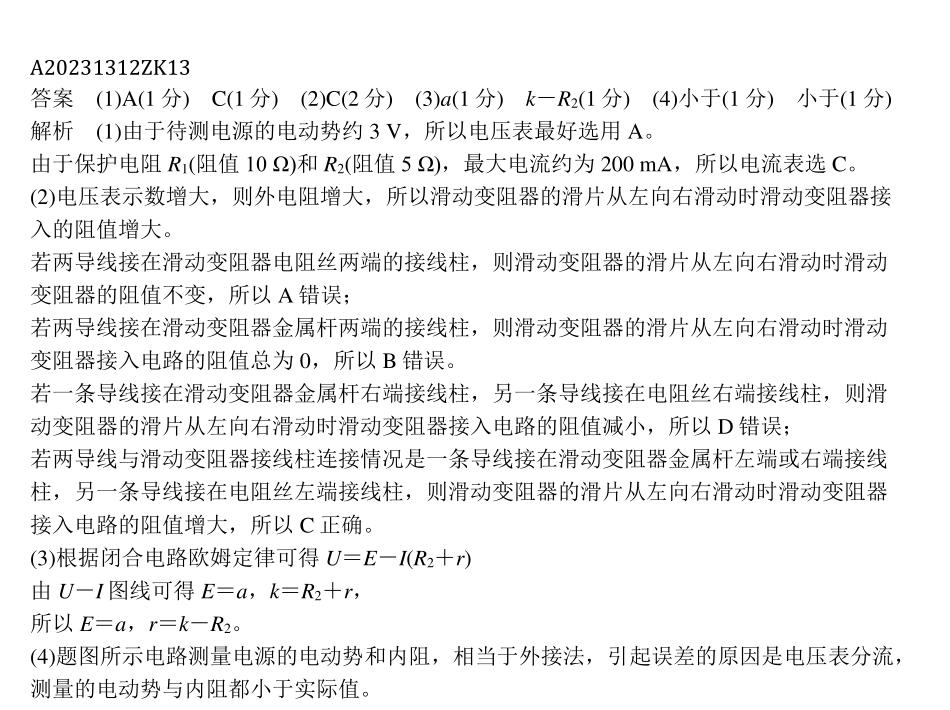 A20231312ZK13
答案 (1)A(1 分) C(1 分) (2)C(2 分) (3)a(1 分) k－R₂(1 分) (4)小于(1 分) 小于(1 分)
解析 (1)由于待测电源的电动势约 3 V，所以电压表最好选用 A。
由于保护电阻 R₁(阻值 10 Ω)和 R₂(阻值 5 Ω)，最大电流约为 200 mA，所以电流表选 C。
(2)电压表示数增大，则外电阻增大，所以滑动变阻器的滑片从左向右滑动时滑动变阻器接
入的阻值增大。
若两导线接在滑动变阻器电阻丝两端的接线柱，则滑动变阻器的滑片从左向右滑动时滑动
变阻器的阻值不变，所以 A 错误；
若两导线接在滑动变阻器金属杆两端的接线柱，则滑动变阻器的滑片从左向右滑动时滑动
变阻器接入电路的阻值总为 0，所以 B 错误。
若一条导线接在滑动变阻器金属杆右端接线柱，另一条导线接在电阻丝右端接线柱，则滑
动变阻器的滑片从左向右滑动时滑动变阻器接入电路的阻值减小，所以 D 错误；
若两导线与滑动变阻器接线柱连接情况是一条导线接在滑动变阻器金属杆左端或右端接线
柱，另一条导线接在电阻丝左端接线柱，则滑动变阻器的滑片从左向右滑动时滑动变阻器
接入电路的阻值增大，所以 C 正确。
(3)根据闭合电路欧姆定律可得 U＝E－I(R₂＋r)
由 U－I 图线可得 E＝a，k＝R₂＋r，
所以 E＝a，r＝k－R₂。
(4)题图所示电路测量电源的电动势和内阻，相当于外接法，引起误差的原因是电压表分流，
测量的电动势与内阻都小于实际值。